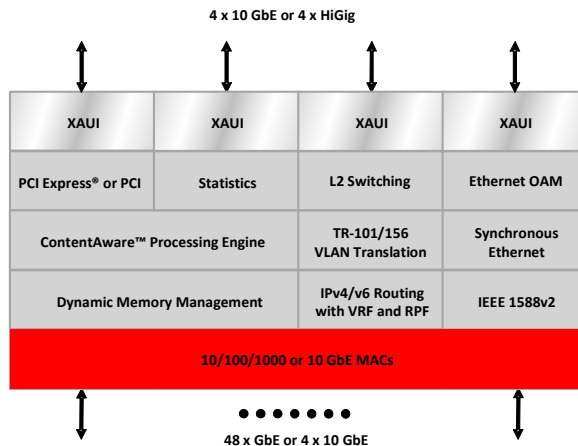 4 x 10 GbE or 4 x HiGig
XAUI XAUI XAUI XAUI
PCI Express® or PCI Statistics L2 Switching Ethernet OAM
ContentAware™ Processing Engine
TR-101/156
VLAN Translation
Synchronous
Ethernet
Dynamic Memory Management
IPv4/v6 Routing
with VRF and RPF
IEEE 1588v2
10/100/1000 or 10 GbE MACs
48 x GbE or 4 x 10 GbE